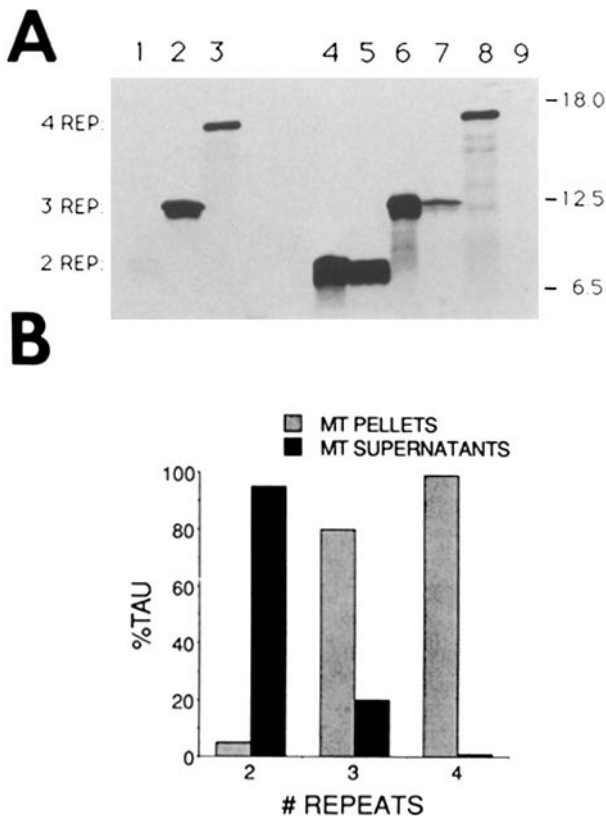 A
1 2 3 4 5 6 7 8 9
4 REP.
3 REP.
2 REP.
-18.0
-12.5
- 6.5
B
MT PELLETS
MT SUPERNATANTS
%TAU
100
80
60
40
20
0
2 3 4
# REPEATS